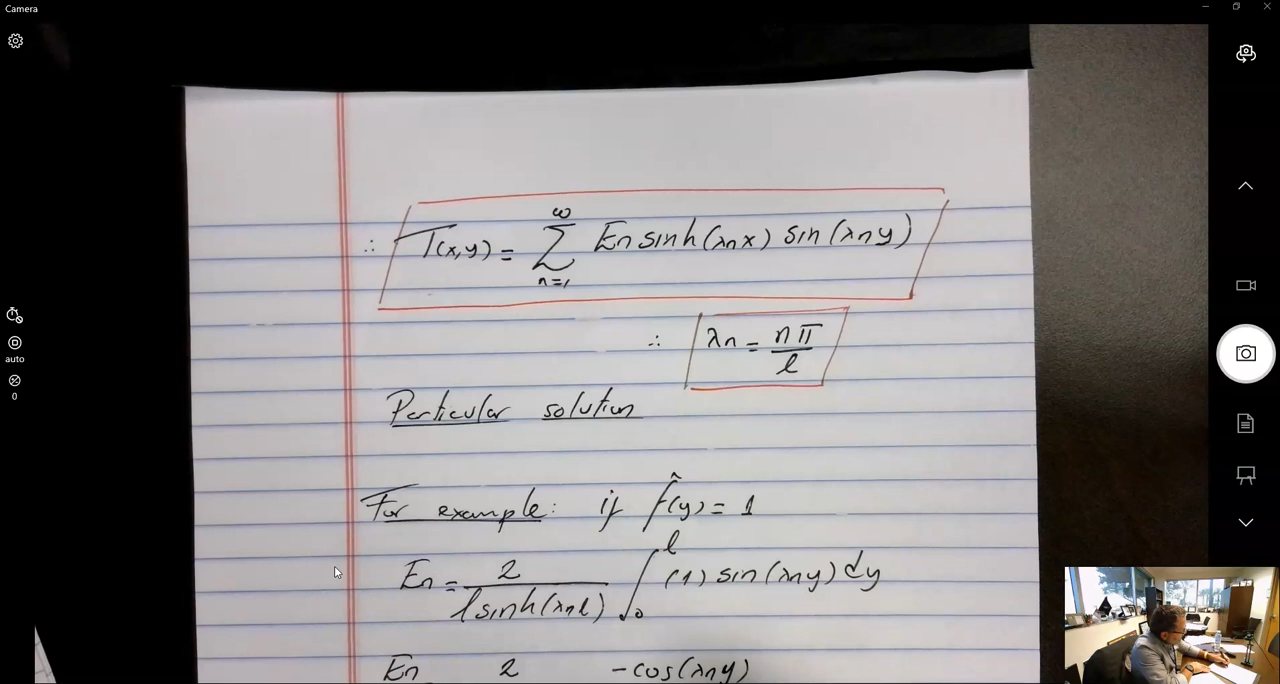 Camera
∴ T(x,y) = ∞ Σ n=1 En sinh(λn x) sin(λn y)
∴ λn = nπ / l
Particular solution
For example: if f̂(y) = 1
En = 2 / l sinh(λn l) ∫₀^l (1) sin(λn y) dy
En 2 -cos(λn y)
auto
0